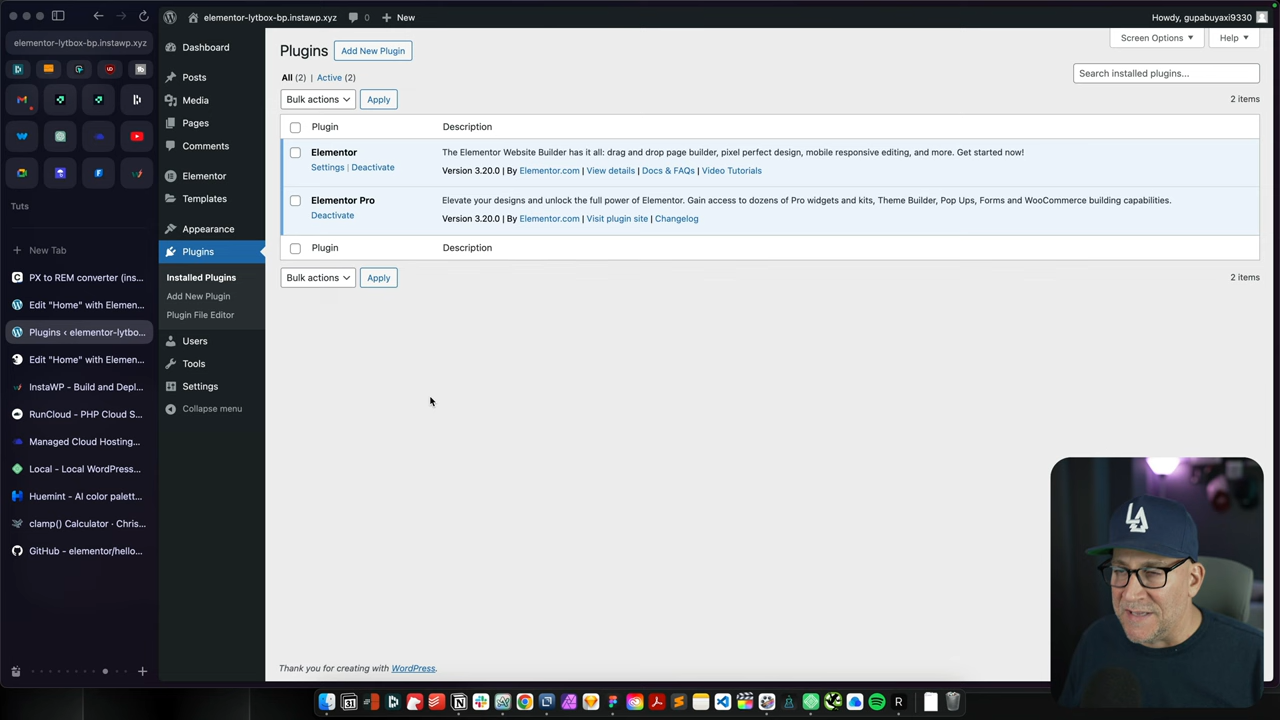 elementor-lytbox-bp.instawp.xyz
Tuts
New Tab
PX to REM converter (ins...
Edit "Home" with Elemen...
Plugins ‹ elementor-lytbo...
Edit "Home" with Elemen...
InstaWP - Build and Depl...
RunCloud - PHP Cloud S...
Managed Cloud Hosting...
Local - Local WordPress...
Huemint - AI color palett...
clamp() Calculator · Chris...
GitHub - elementor/hello...
elementor-lytbox-bp.instawp.xyz 0 New
Howdy, gupabuyaxi9330
Dashboard
Posts
Media
Pages
Comments
Elementor
Templates
Appearance
Plugins
Installed Plugins
Add New Plugin
Plugin File Editor
Users
Tools
Settings
Collapse menu
Screen Options Help
Plugins Add New Plugin
All (2) | Active (2)
Search installed plugins...
Bulk actions Apply
2 items
Plugin Description
Elementor
Settings | Deactivate
The Elementor Website Builder has it all: drag and drop page builder, pixel perfect design, mobile responsive editing, and more. Get started now!
Version 3.20.0 | By Elementor.com | View details | Docs & FAQs | Video Tutorials
Elementor Pro
Deactivate
Elevate your designs and unlock the full power of Elementor. Gain access to dozens of Pro widgets and kits, Theme Builder, Pop Ups, Forms and WooCommerce building capabilities.
Version 3.20.0 | By Elementor.com | Visit plugin site | Changelog
Plugin Description
Bulk actions Apply
2 items
Thank you for creating with WordPress.
LA